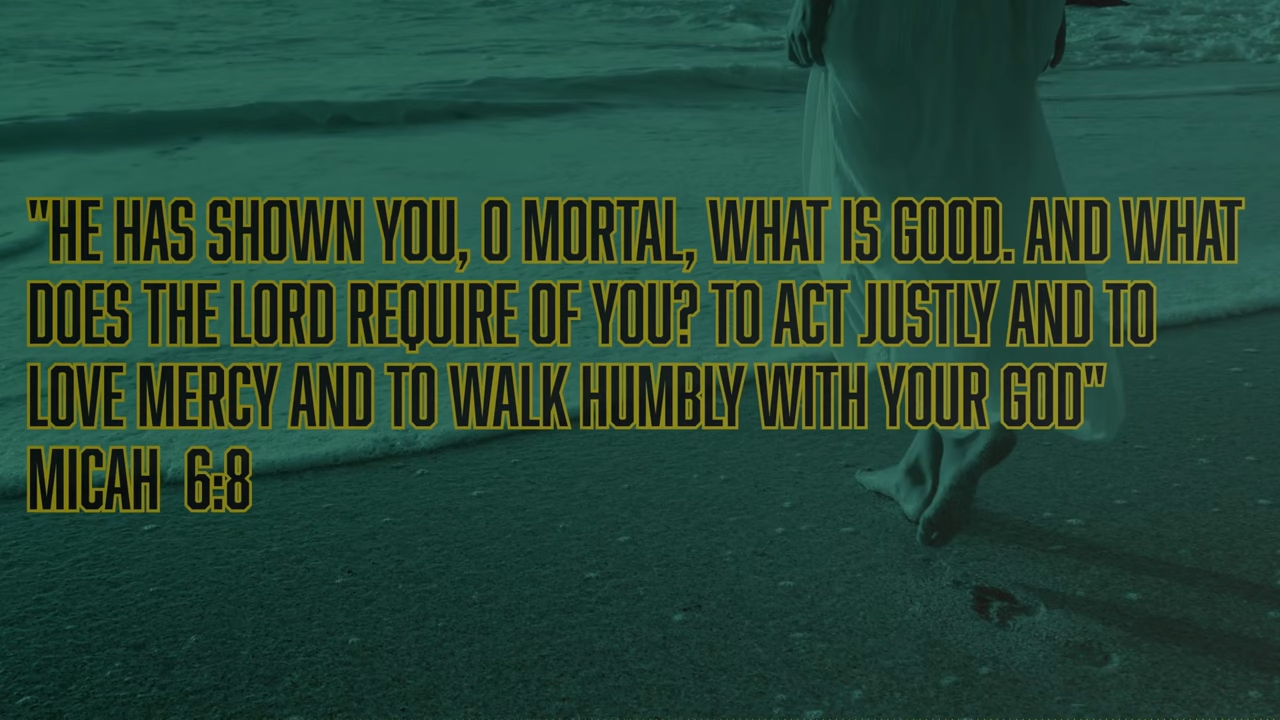 "HE HAS SHOWN YOU, O MORTAL, WHAT IS GOOD. AND WHAT
DOES THE LORD REQUIRE OF YOU? TO ACT JUSTLY AND TO
LOVE MERCY AND TO WALK HUMBLY WITH YOUR GOD"
MICAH 6:8